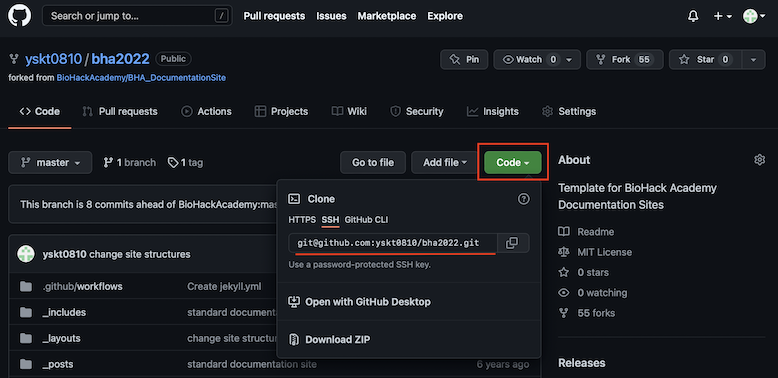 Search or jump to... /
Pull requests Issues Marketplace Explore
yskt0810 / bha2022 Public
forked from BioHackAcademy/BHA_DocumentationSite
Pin Watch 0 Fork 55 Star 0
Code Pull requests Actions Projects Wiki Security Insights Settings
master 1 branch 1 tag Go to file Add file Code
About
This branch is 8 commits ahead of BioHackAcademy:mas
Clone
HTTPS SSH GitHub CLI
git@github.com:yskt0810/bha2022.git
Use a password-protected SSH key.
Open with GitHub Desktop
Download ZIP
Template for BioHack Academy
Documentation Sites
Readme
MIT License
0 stars
0 watching
55 forks
Releases
yskt0810 change site structures
.github/workflows Create jekyll.yml
_includes standard documentation
_layouts change site structures
_posts standard documentation site 6 years ago